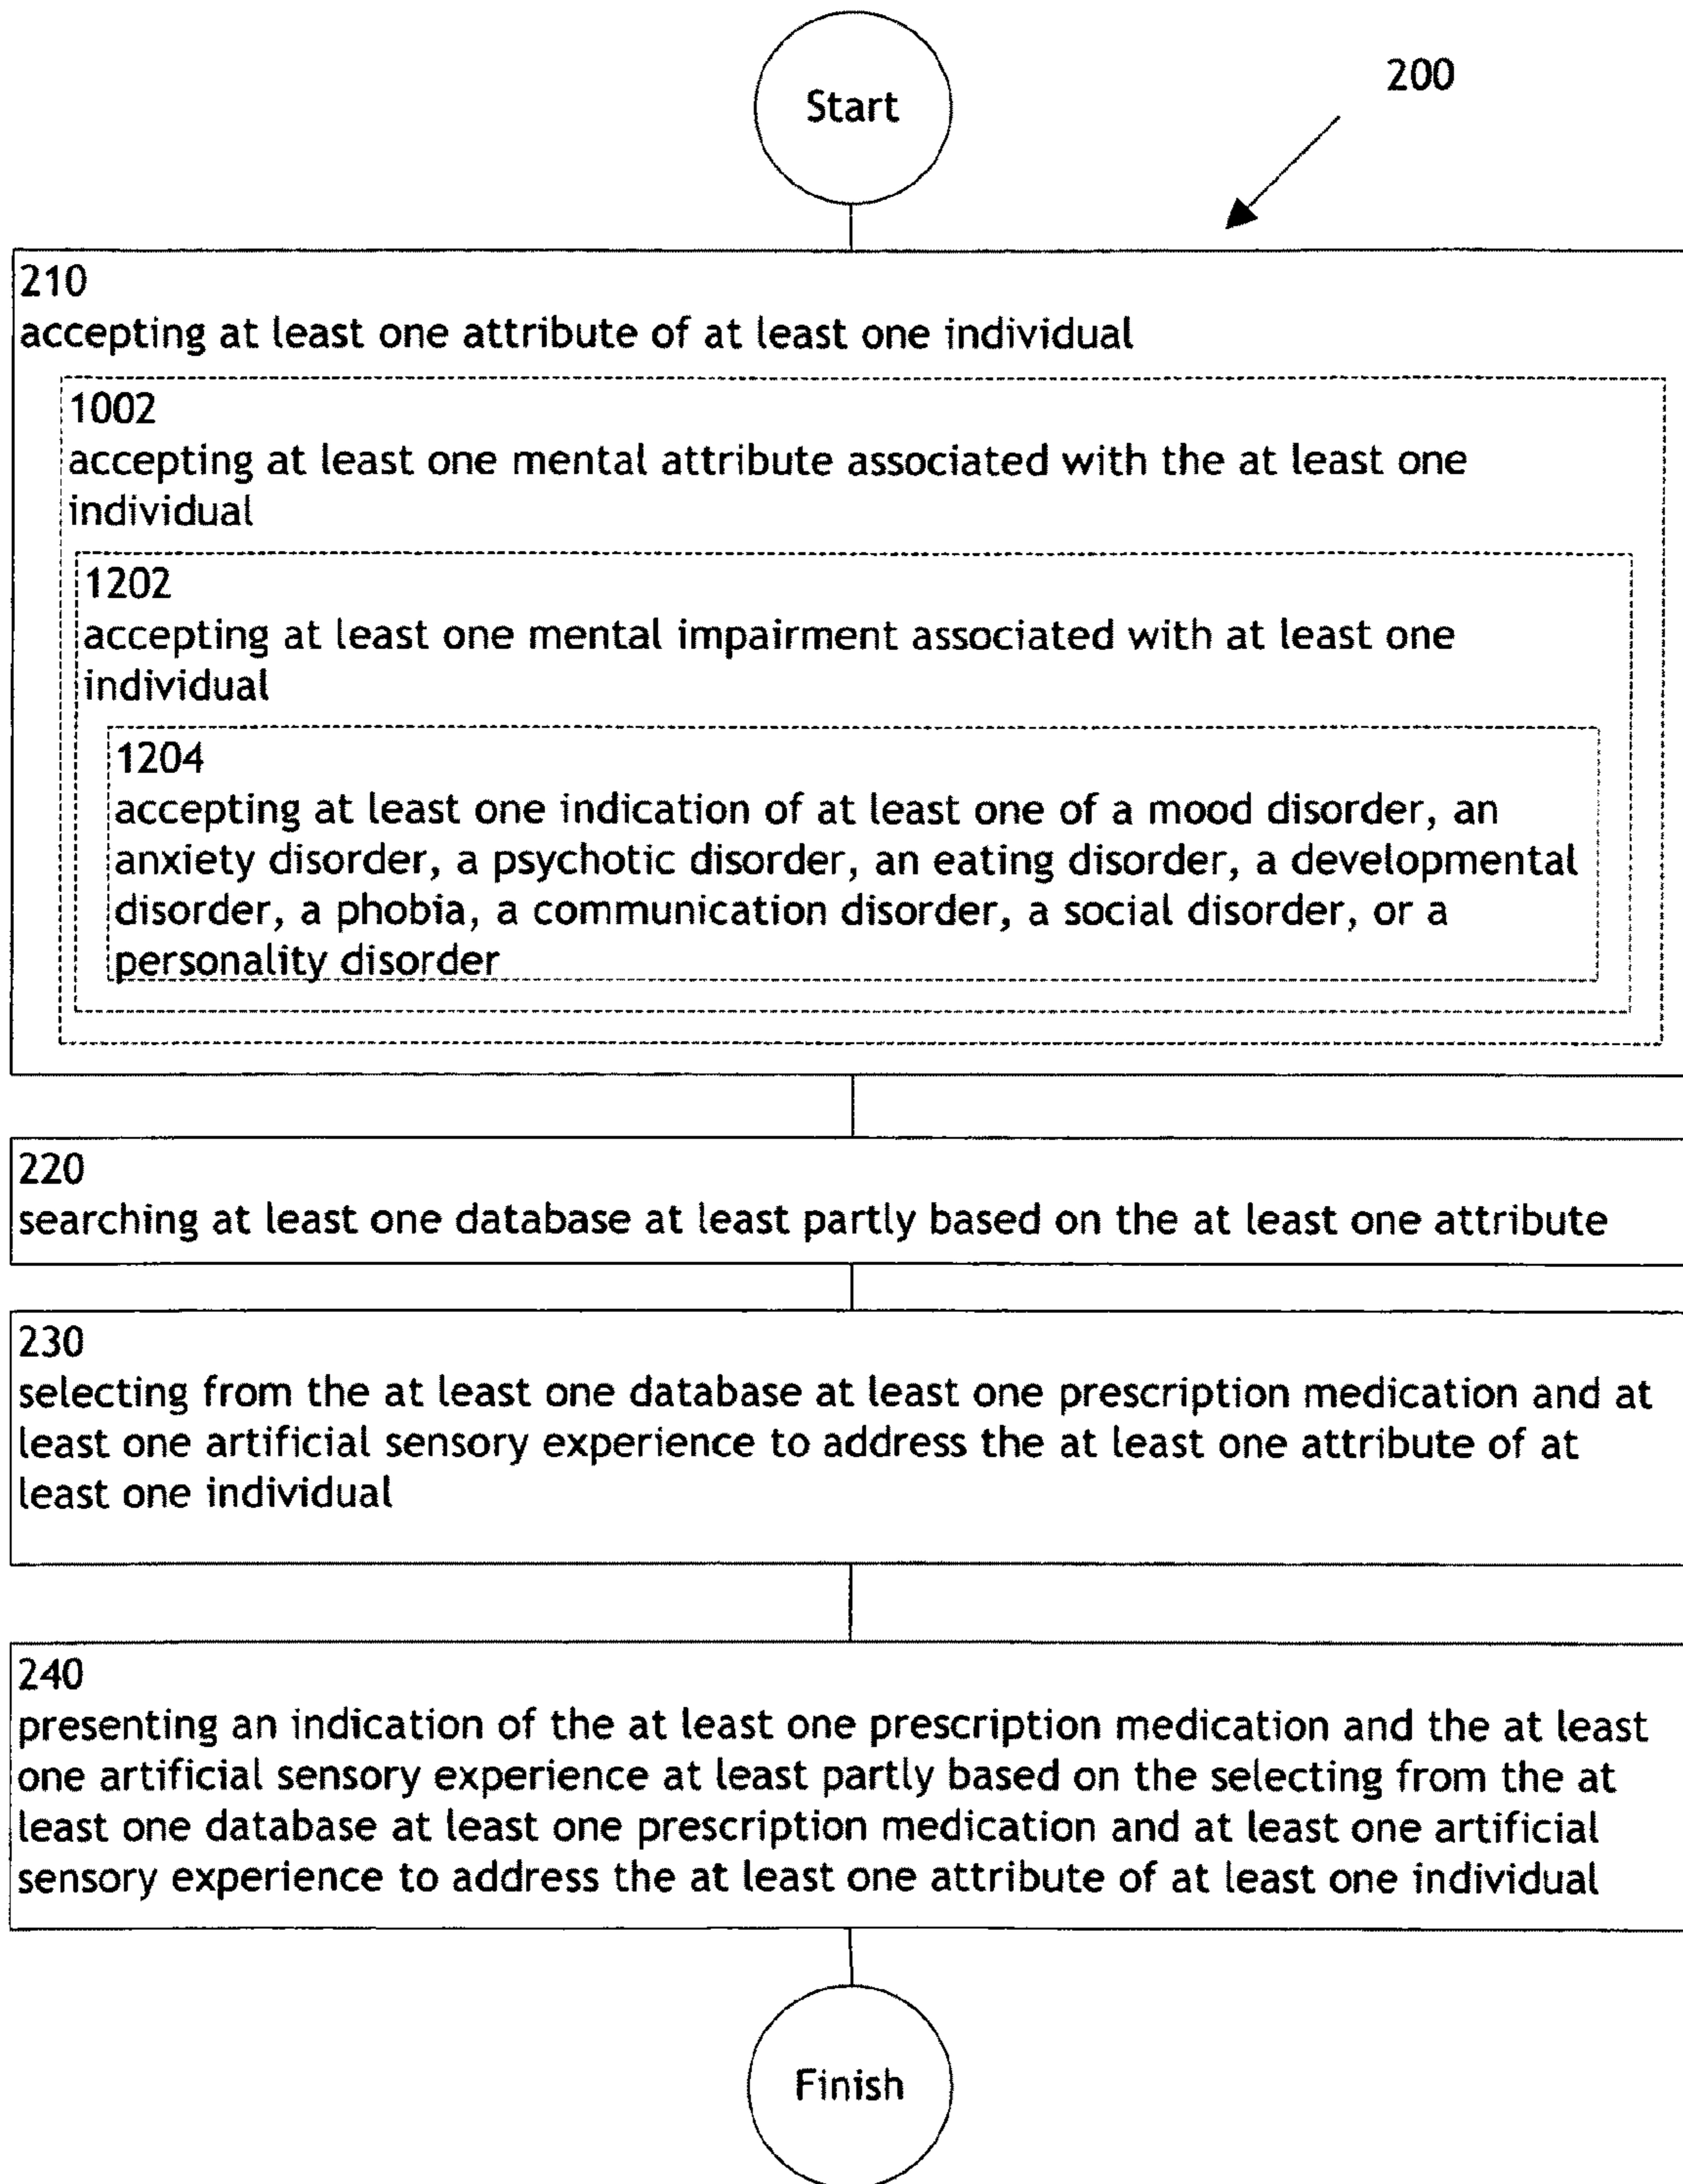 Start
200
210
accepting at least one attribute of at least one individual
1002
accepting at least one mental attribute associated with the at least one
individual
1202
accepting at least one mental impairment associated with at least one
individual
1204
accepting at least one indication of at least one of a mood disorder, an
anxiety disorder, a psychotic disorder, an eating disorder, a developmental
disorder, a phobia, a communication disorder, a social disorder, or a
personality disorder
220
searching at least one database at least partly based on the at least one attribute
230
selecting from the at least one database at least one prescription medication and at
least one artificial sensory experience to address the at least one attribute of at
least one individual
240
presenting an indication of the at least one prescription medication and the at least
one artificial sensory experience at least partly based on the selecting from the at
least one database at least one prescription medication and at least one artificial
sensory experience to address the at least one attribute of at least one individual
Finish